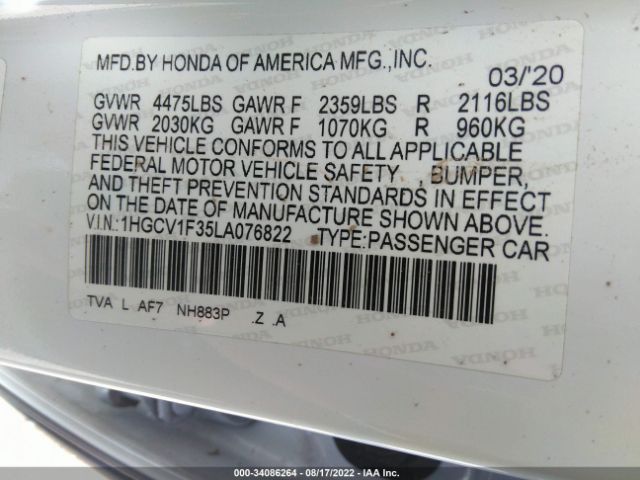 MFD.BY HONDA OF AMERICA MFG.,INC. 03/'20
GVWR 4475LBS GAWR F 2359LBS R 2116LBS
GVWR 2030KG GAWR F 1070KG R 960KG
THIS VEHICLE CONFORMS TO ALL APPLICABLE
FEDERAL MOTOR VEHICLE SAFETY , BUMPER,
AND THEFT PREVENTION STANDARDS IN EFFECT
ON THE DATE OF MANUFACTURE SHOWN ABOVE.
V.I.N.:1HGCV1F35LA076822 TYPE:PASSENGER CAR
TVA L AF7 NH883P .Z .A
000-34086264 - 08/17/2022 - IAA Inc.